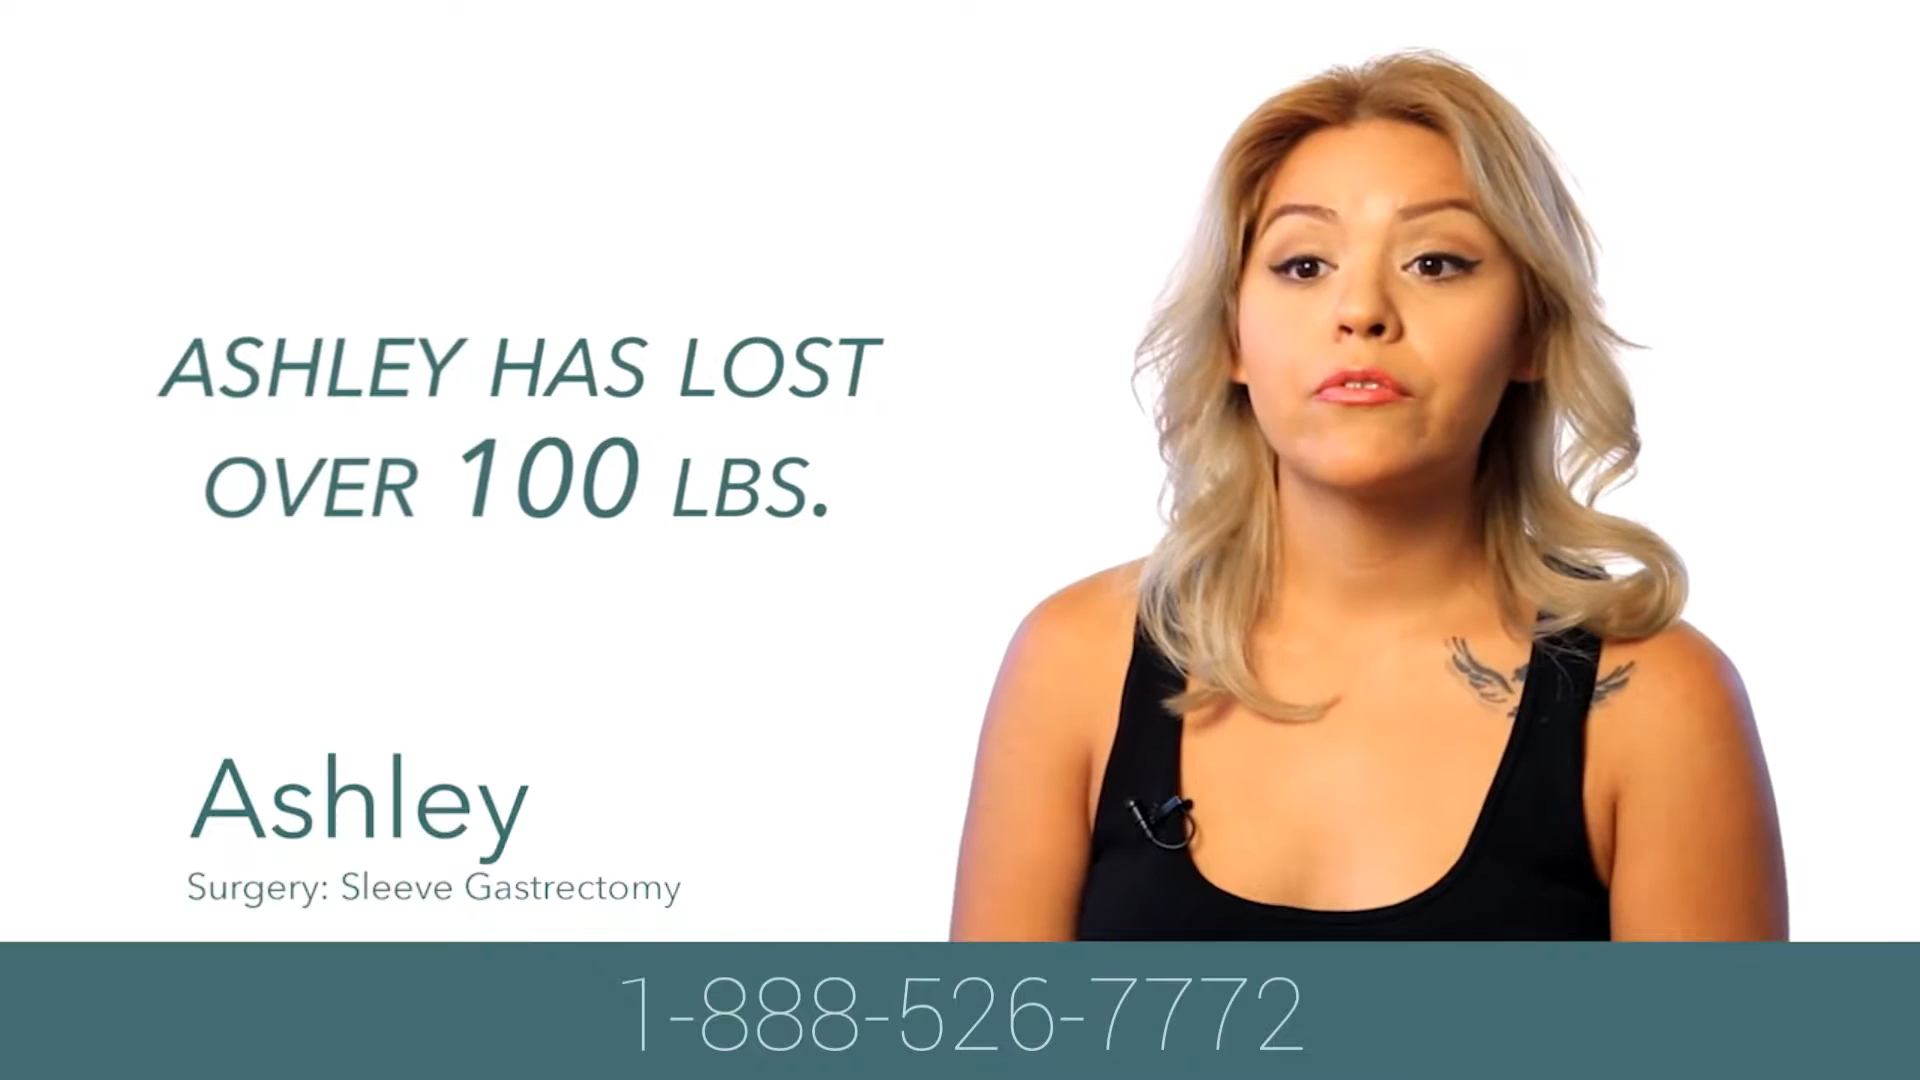 ASHLEY HAS LOST
OVER 100 LBS.
Ashley
Surgery: Sleeve Gastrectomy
1-888-526-7772